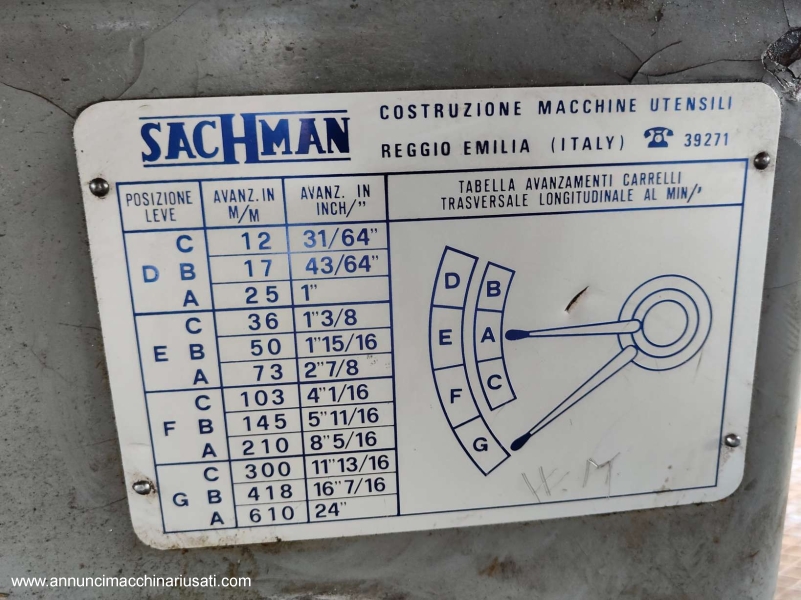 SACHMAN
COSTRUZIONE MACCHINE UTENSILI
REGGIO EMILIA (ITALY) ☎ 39271
POSIZIONE LEVE AVANZ. IN M/M AVANZ. IN INCH/" TABELLA AVANZAMENTI CARRELLI
TRASVERSALE LONGITUDINALE AL MIN/'
D C 12 31/64"
B 17 43/64"
A 25 1"
E C 36 1"3/8
B 50 1"15/16
A 73 2"7/8
F C 103 4"1/16
B 145 5"11/16
A 210 8"5/16
G C 300 11"13/16
B 418 16"7/16
A 610 24"
D B
E A
F C
G
H.M
www.annuncimacchinariusati.com